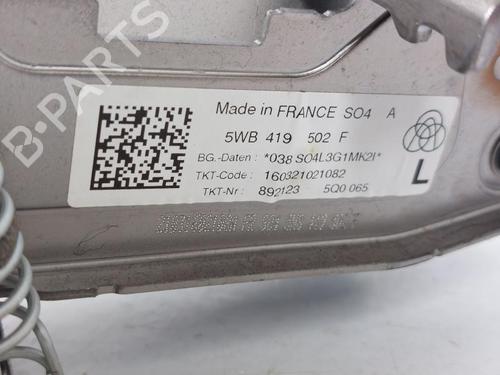 B-PARTS
Made in FRANCE SO4 A
5WB 419 502 F
BG.-Daten : *038 SO4L3G1MK2I*
TKT-Code : 160321021082
TKT-Nr : 892123 5Q0 065
L